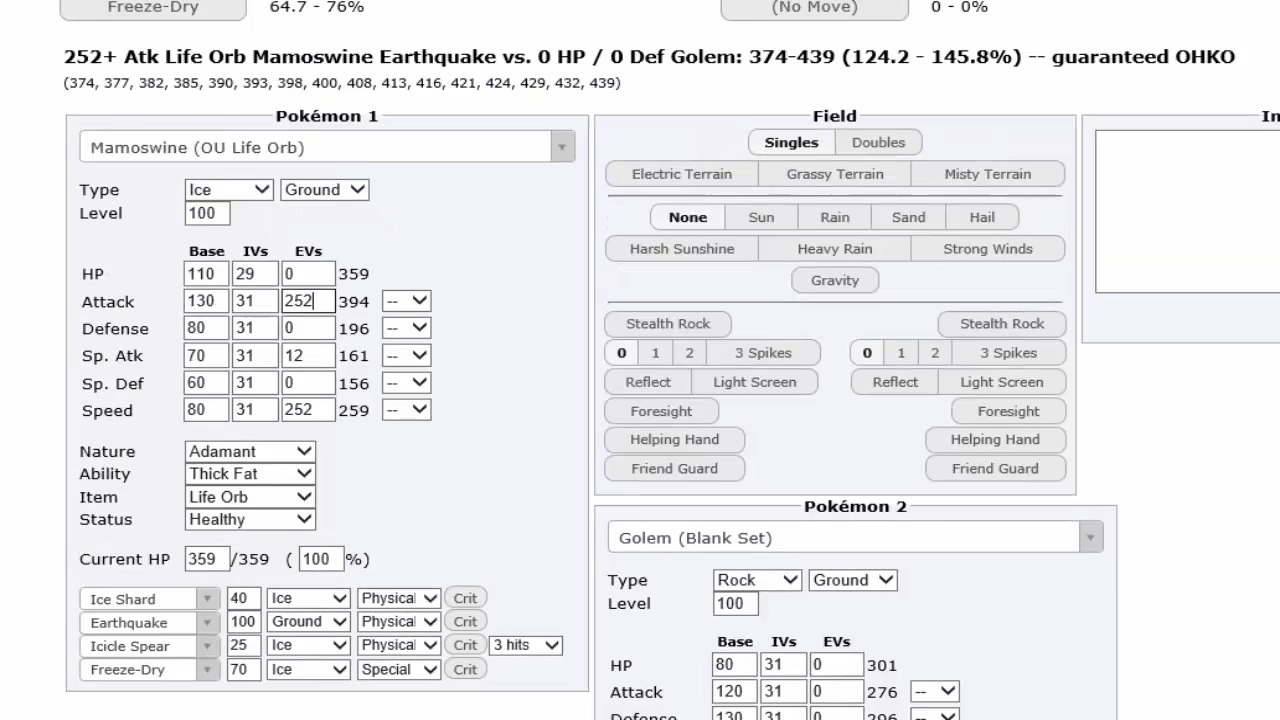 Freeze-Dry 64.7 - 76% (No Move) 0 - 0%
252+ Atk Life Orb Mamoswine Earthquake vs. 0 HP / 0 Def Golem: 374-439 (124.2 - 145.8%) -- guaranteed OHKO
(374, 377, 382, 385, 390, 393, 398, 400, 408, 413, 416, 421, 424, 429, 432, 439)
Pokémon 1
Mamoswine (OU Life Orb)
Type Ice Ground
Level 100
Base IVs EVs
HP 110 29 0 359
Attack 130 31 252 394 --
Defense 80 31 0 196 --
Sp. Atk 70 31 12 161 --
Sp. Def 60 31 0 156 --
Speed 80 31 252 259 --
Nature Adamant
Ability Thick Fat
Item Life Orb
Status Healthy
Current HP 359 /359 ( 100 %)
Ice Shard 40 Ice Physical Crit
Earthquake 100 Ground Physical Crit
Icicle Spear 25 Ice Physical Crit 3 hits
Freeze-Dry 70 Ice Special Crit
Field
Singles Doubles
Electric Terrain Grassy Terrain Misty Terrain
None Sun Rain Sand Hail
Harsh Sunshine Heavy Rain Strong Winds
Gravity
Stealth Rock Stealth Rock
0 1 2 3 Spikes 0 1 2 3 Spikes
Reflect Light Screen Reflect Light Screen
Foresight Foresight
Helping Hand Helping Hand
Friend Guard Friend Guard
Pokémon 2
Golem (Blank Set)
Type Rock Ground
Level 100
Base IVs EVs
HP 80 31 0 301
Attack 120 31 0 276 --
Defense 130 31 0 296 --